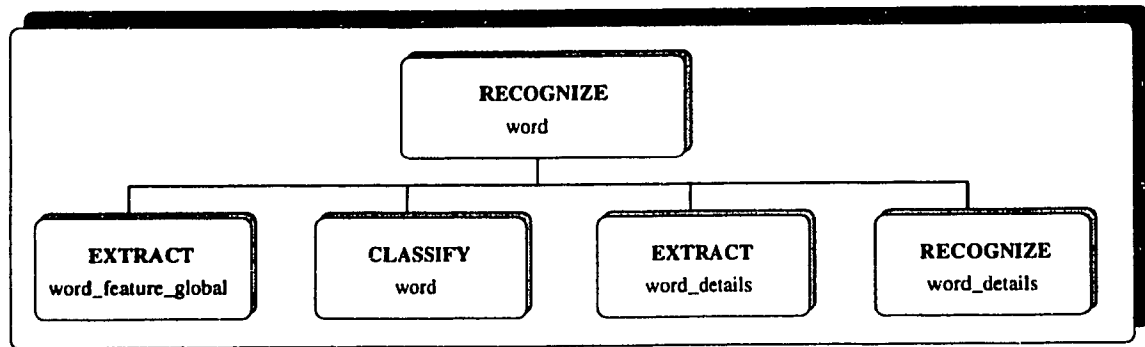 RECOGNIZE
word
EXTRACT
word_feature_global
CLASSIFY
word
EXTRACT
word_details
RECOGNIZE
word_details